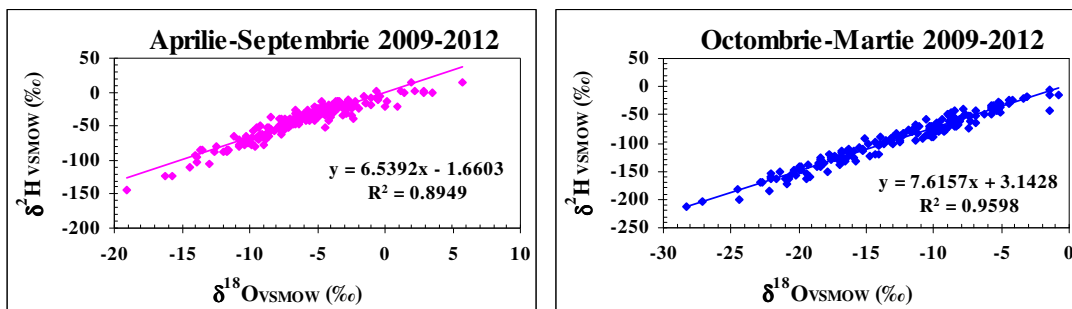 Aprilie-Septembrie 2009-2012
50
0
-50
-100
-150
-200
-20
-15
-10
-5
0
5
10
δ²H VSMOW (‰)
y = 6.5392x - 1.6603
R² = 0.8949
δ¹⁸OVSMOW (‰)
Octombrie-Martie 2009-2012
50
0
-50
-100
-150
-200
-250
-30
-25
-20
-15
-10
-5
0
δ²H VSMOW (‰)
y = 7.6157x + 3.1428
R² = 0.9598
δ¹⁸OVSMOW (‰)